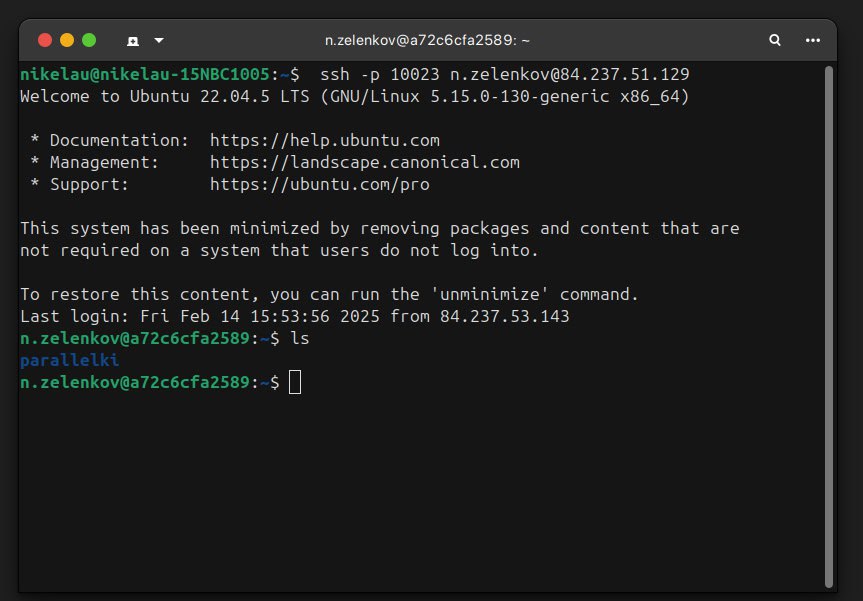 n.zelenkov@a72c6cfa2589: ~
nikelau@nikelau-15NBC1005:~$  ssh -p 10023 n.zelenkov@84.237.51.129
Welcome to Ubuntu 22.04.5 LTS (GNU/Linux 5.15.0-130-generic x86_64)

 * Documentation:  https://help.ubuntu.com
 * Management:     https://landscape.canonical.com
 * Support:        https://ubuntu.com/pro

This system has been minimized by removing packages and content that are
not required on a system that users do not log into.

To restore this content, you can run the 'unminimize' command.
Last login: Fri Feb 14 15:53:56 2025 from 84.237.53.143
n.zelenkov@a72c6cfa2589:~$ ls
parallelki
n.zelenkov@a72c6cfa2589:~$